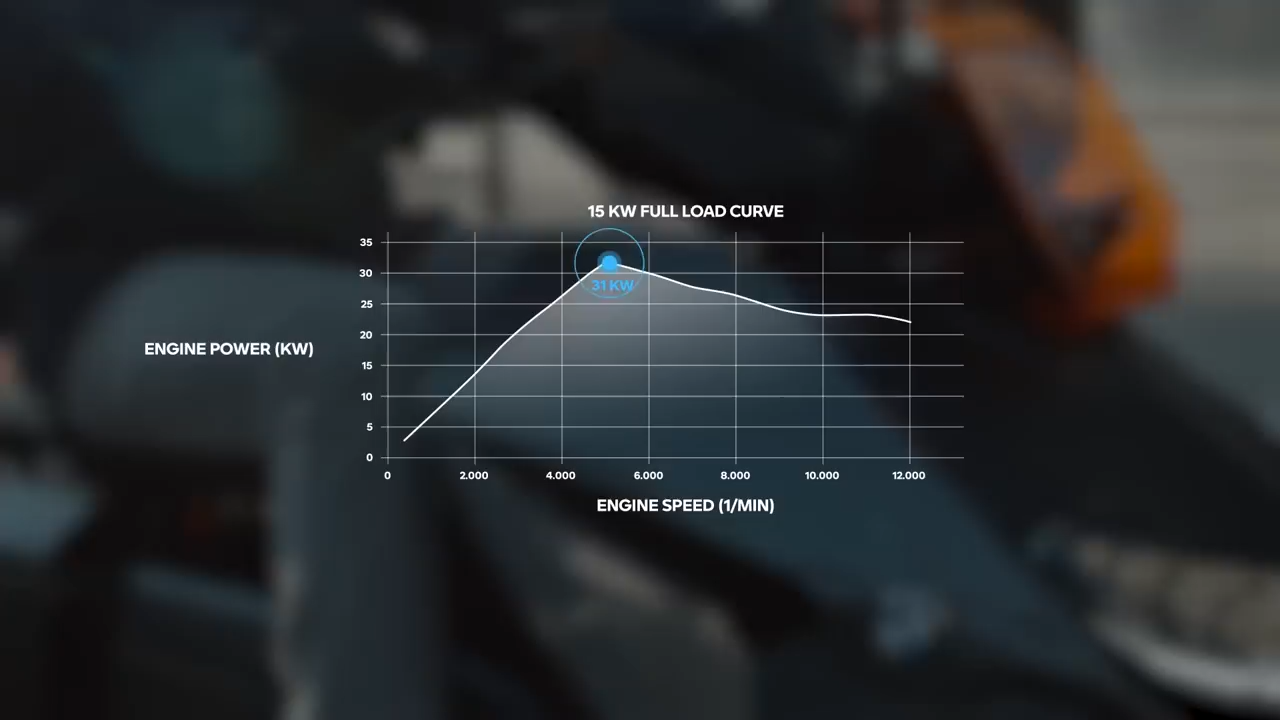 15 KW FULL LOAD CURVE
35
30
31 KW
25
20
ENGINE POWER (KW)
15
10
5
0
0 2.000 4.000 6.000 8.000 10.000 12.000
ENGINE SPEED (1/MIN)